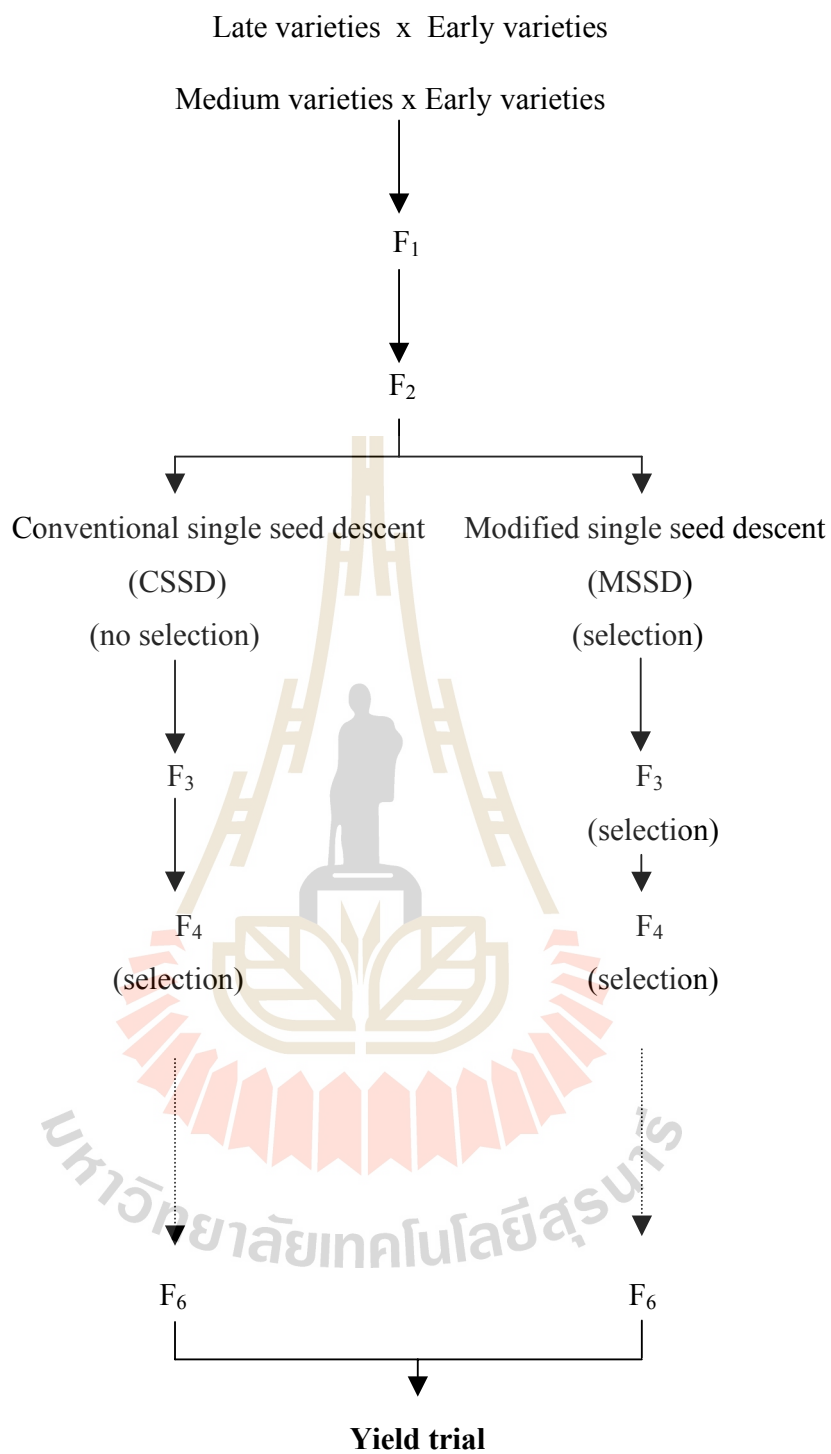 Late varieties x Early varieties
Medium varieties x Early varieties
F₁
F₂
Conventional single seed descent
(CSSD)
(no selection)
Modified single seed descent
(MSSD)
(selection)
F₃
F₃
(selection)
F₄
(selection)
F₄
(selection)
มหาวิทยาลัยเทคโนโลยีสุรนารี
F₆
F₆
Yield trial